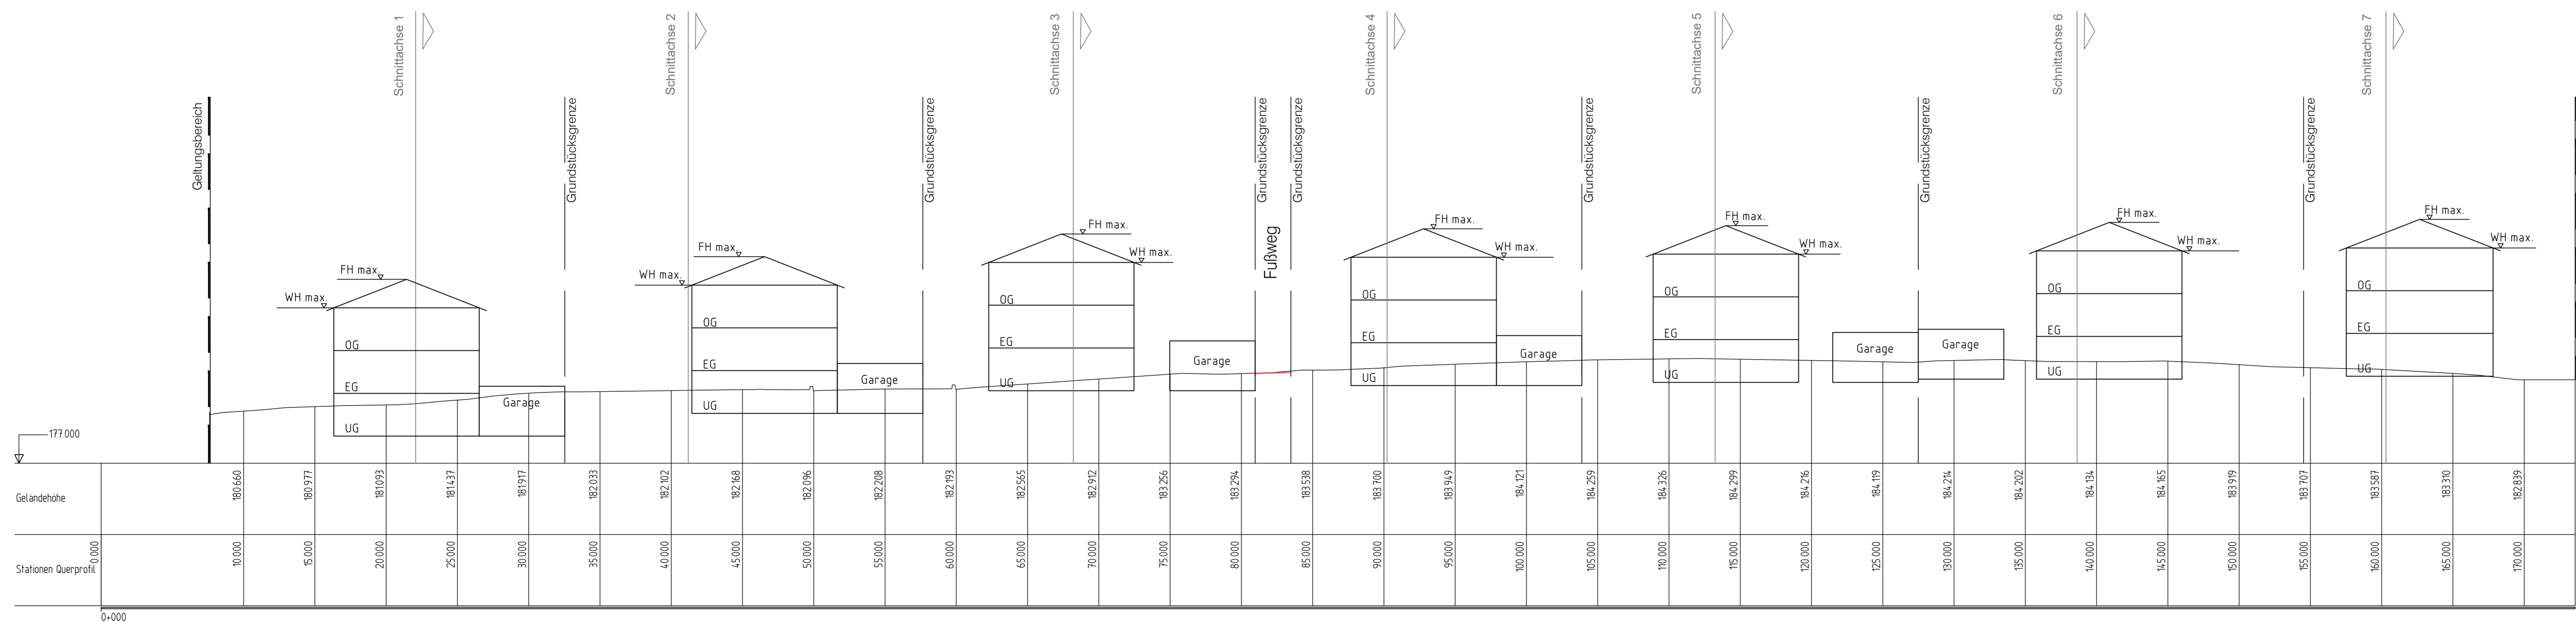 Schnittachse 1
Schnittachse 2
Schnittachse 3
Schnittachse 4
Schnittachse 5
Schnittachse 6
Schnittachse 7
Geltungsbereich
Grundstücksgrenze
Grundstücksgrenze
Grundstücksgrenze
Grundstücksgrenze
Grundstücksgrenze
Grundstücksgrenze
Grundstücksgrenze
Fußweg
FH max.
WH max.
OG
EG
UG
Garage
FH max.
WH max.
OG
EG
UG
Garage
FH max.
WH max.
OG
EG
UG
Garage
FH max.
WH max.
OG
EG
UG
Garage
FH max.
WH max.
OG
EG
UG
Garage
Garage
FH max.
WH max.
OG
EG
UG
FH max.
WH max.
OG
EG
UG
177.000
Geländehöhe
180.660
180.977
181.093
181.437
181.917
182.033
182.102
182.168
182.096
182.208
182.193
182.565
182.912
183.256
183.294
183.538
183.700
183.949
184.121
184.259
184.326
184.299
184.216
184.119
184.214
184.202
184.134
184.165
183.919
183.707
183.587
183.310
182.839
Stationen Querprofil
0.000
10.000
15.000
20.000
25.000
30.000
35.000
40.000
45.000
50.000
55.000
60.000
65.000
70.000
75.000
80.000
85.000
90.000
95.000
100.000
105.000
110.000
115.000
120.000
125.000
130.000
135.000
140.000
145.000
150.000
155.000
160.000
165.000
170.000
0+000